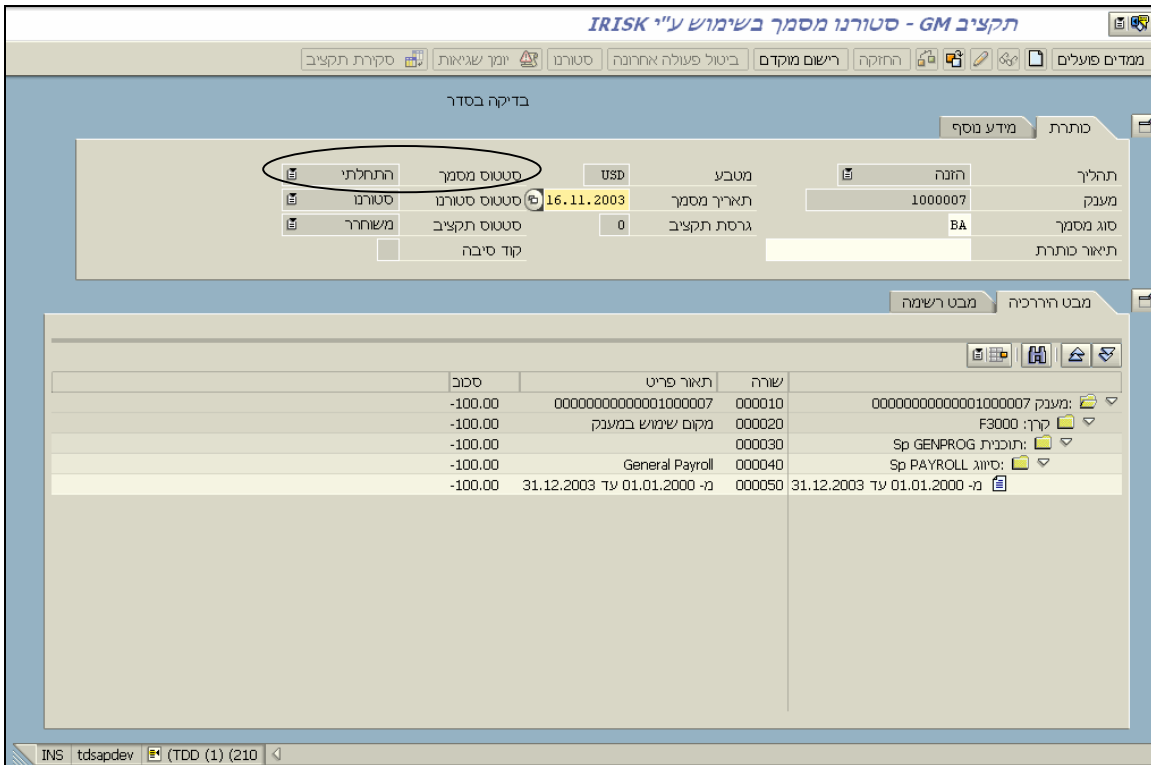 תקציב GM - סטורנו מסמך בשימוש ע"י IRISK
ממדים פועלים החזקה רישום מוקדם ביטול פעולה אחרונה סטורנו יומן שגיאות סקירת תקציב
בדיקה בסדר
כותרת מידע נוסף
תהליך הזנה מטבע USD סטטוס מסמך התחלתי
מענק 1000007 תאריך מסמך 16.11.2003 סטטוס סטורנו סטורנו
סוג מסמך BA גרסת תקציב 0 סטטוס תקציב משוחרר
תיאור כותרת קוד סיבה
מבט היררכיה מבט רשימה
שורה תאור פריט סכוב
מענק: 00000000000001000007 000010 00000000000001000007 100.00-
קרן: F3000 000020 מקום שימוש במענק 100.00-
תוכנית: Sp GENPROG 000030 100.00-
סיווג: Sp PAYROLL 000040 General Payroll 100.00-
מ- 01.01.2000 עד 31.12.2003 000050 מ- 01.01.2000 עד 31.12.2003 100.00-
INS tdsapdev (TDD (1) (210